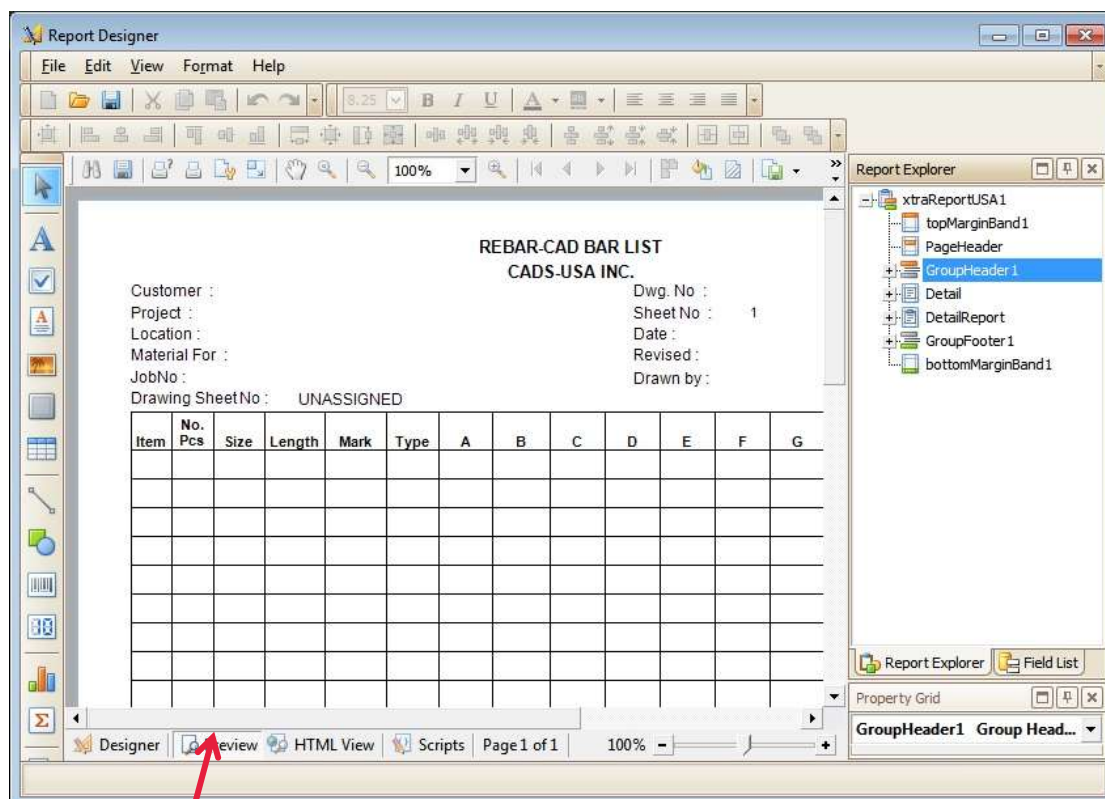 Report Designer
File Edit View Format Help
8.25 B I U A
100%
Report Explorer
xtraReportUSA1
topMarginBand1
PageHeader
GroupHeader1
Detail
DetailReport
GroupFooter1
bottomMarginBand1
REBAR-CAD BAR LIST
CADS-USA INC.
Customer : Dwg. No :
Project : Sheet No : 1
Location : Date :
Material For : Revised :
JobNo : Drawn by :
Drawing SheetNo : UNASSIGNED
Item No. Pcs Size Length Mark Type A B C D E F G
Report Explorer Field List
Property Grid
GroupHeader1 Group Head...
Designer Preview HTML View Scripts Page 1 of 1 100% - +